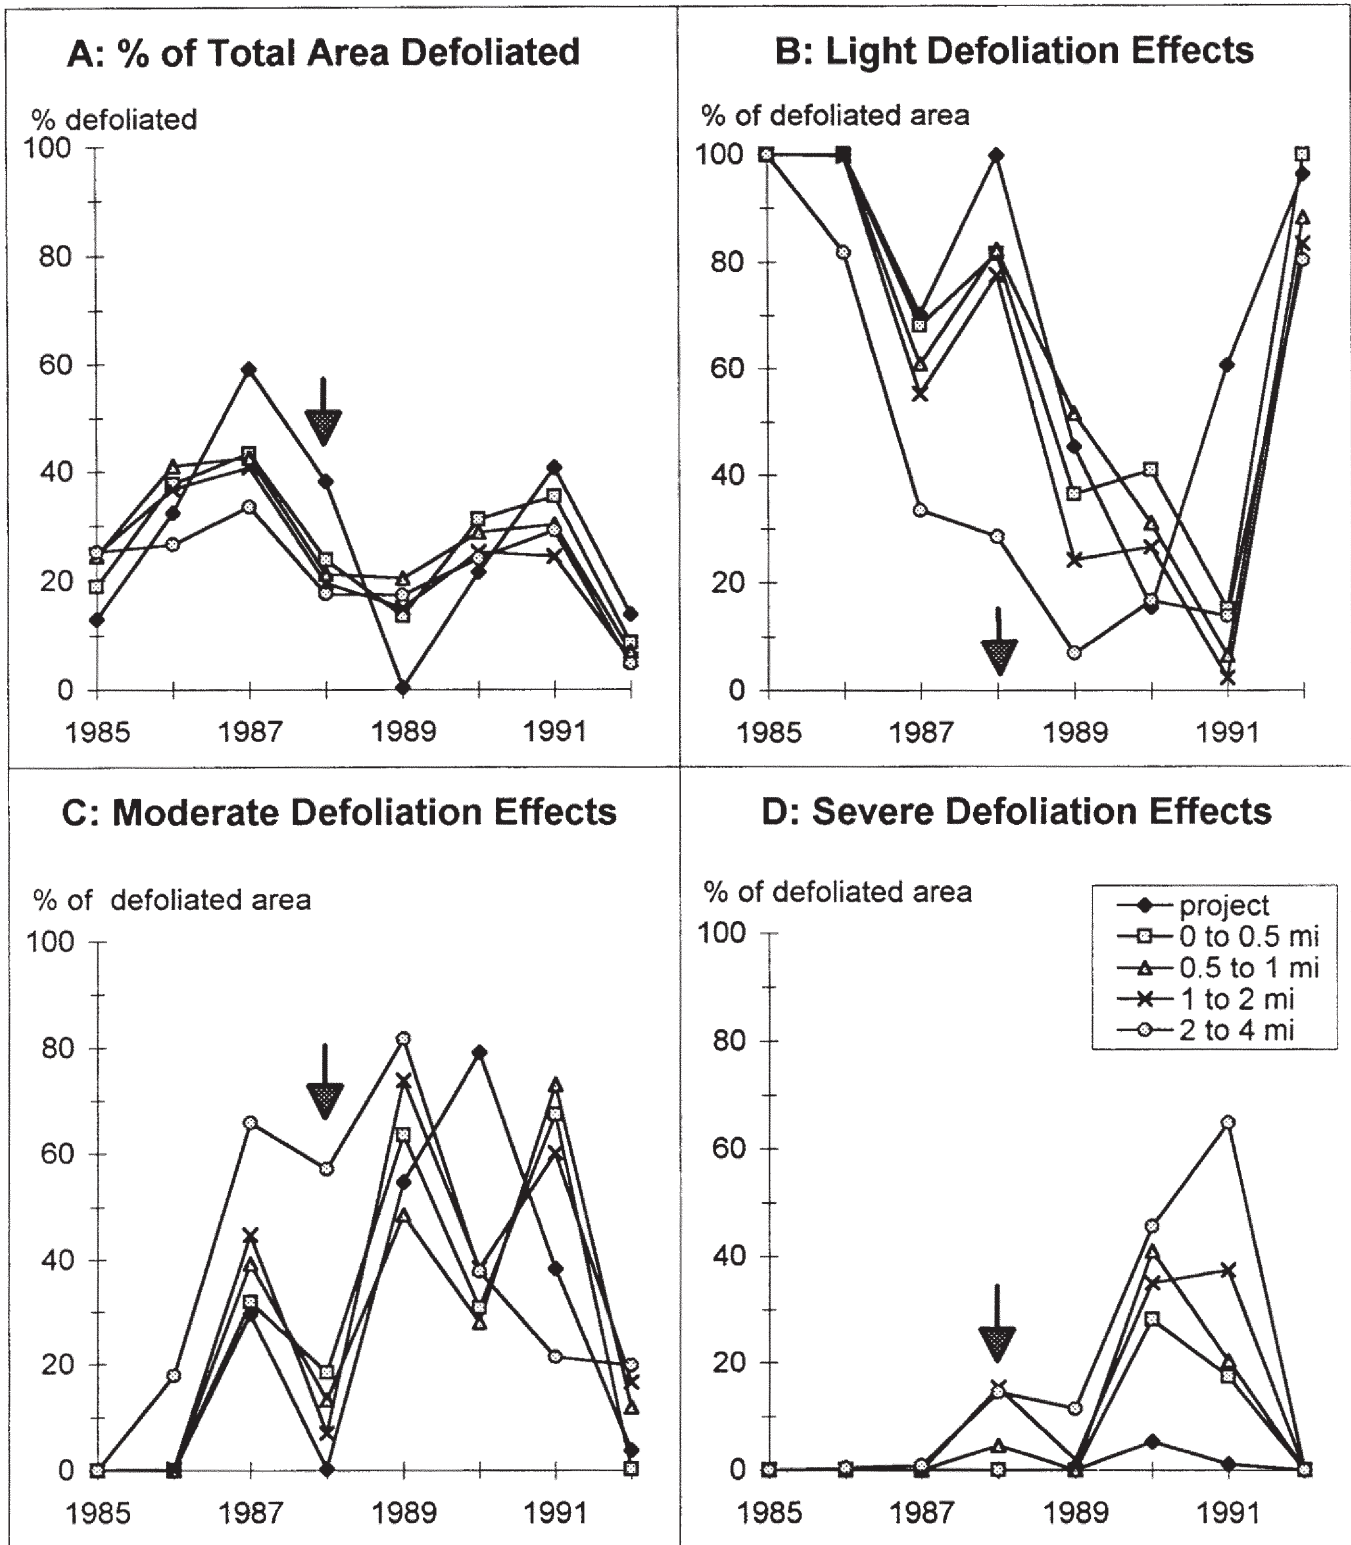 A: % of Total Area Defoliated
% defoliated
100
80
60
40
20
0
1985 1987 1989 1991
B: Light Defoliation Effects
% of defoliated area
100
80
60
40
20
0
1985 1987 1989 1991
C: Moderate Defoliation Effects
% of defoliated area
100
80
60
40
20
0
1985 1987 1989 1991
D: Severe Defoliation Effects
% of defoliated area
project
0 to 0.5 mi
0.5 to 1 mi
1 to 2 mi
2 to 4 mi
100
80
60
40
20
0
1985 1987 1989 1991